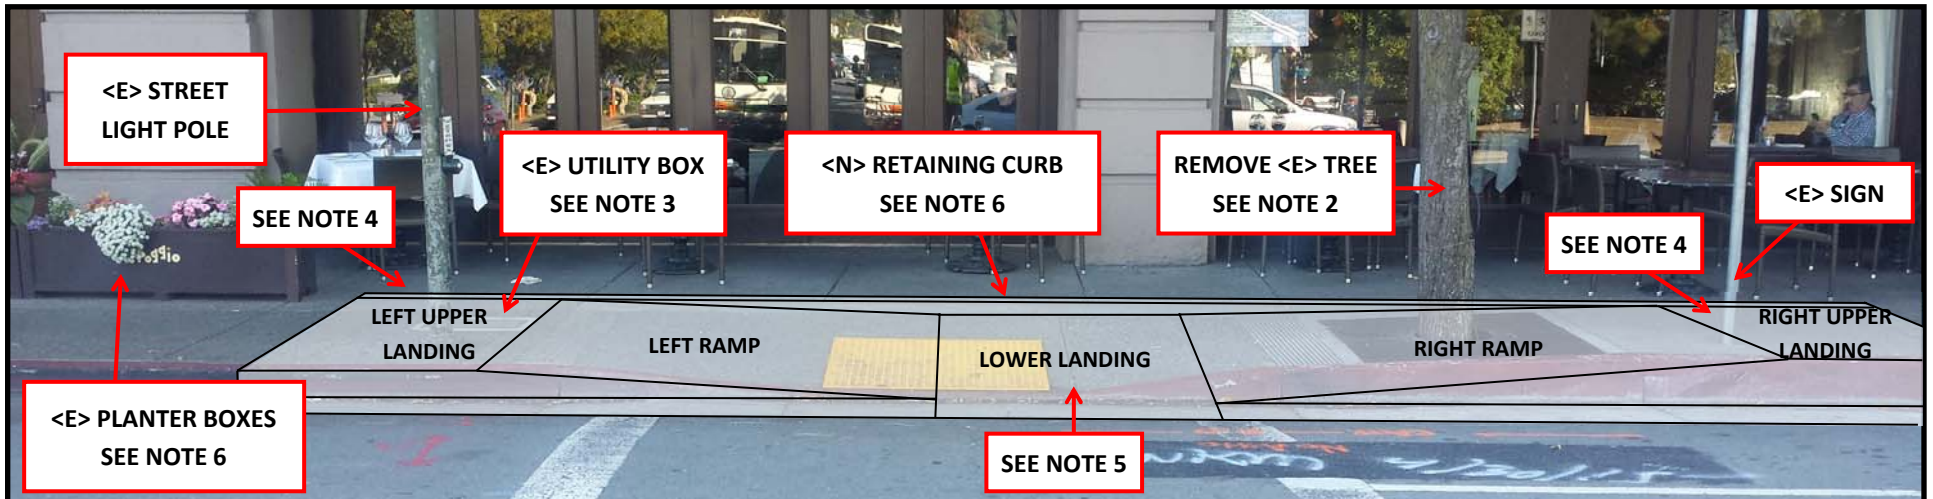 <E> STREET
LIGHT POLE
<E> UTILITY BOX
SEE NOTE 3
<N> RETAINING CURB
SEE NOTE 6
REMOVE <E> TREE
SEE NOTE 2
<E> SIGN
SEE NOTE 4
SEE NOTE 4
Poggio
LEFT UPPER
LANDING
LEFT RAMP
LOWER LANDING
RIGHT RAMP
RIGHT UPPER
LANDING
<E> PLANTER BOXES
SEE NOTE 6
SEE NOTE 5